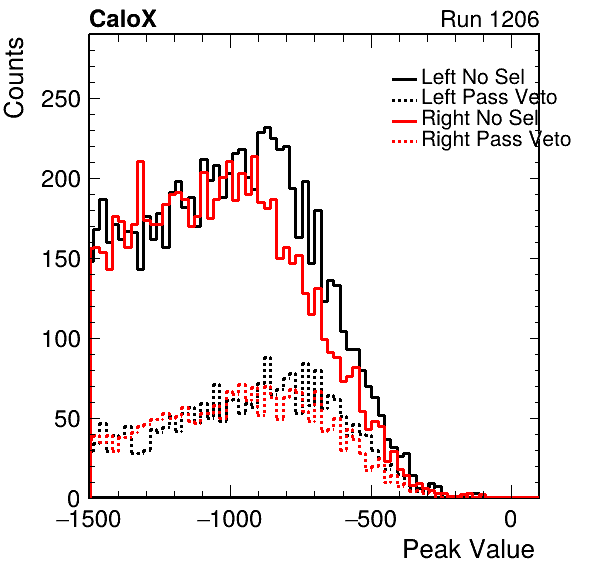 CaloX Run 1206
Counts
Left No Sel
Left Pass Veto
Right No Sel
Right Pass Veto
250
200
150
100
50
0
−1500 −1000 −500 0
Peak Value